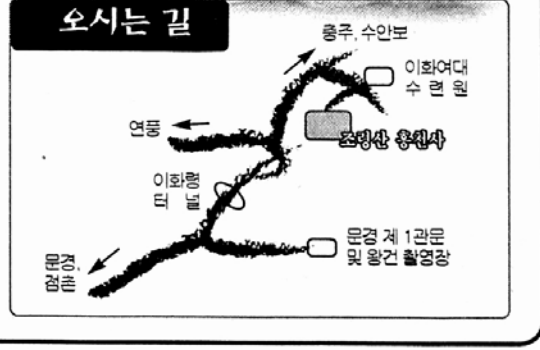 오시는 길
충주, 수안보
이화여대
수 련 원
연풍
조령산 흥천사
이화령
터 널
문경 제 1관문
및 왕건 촬영장
문경,
점촌